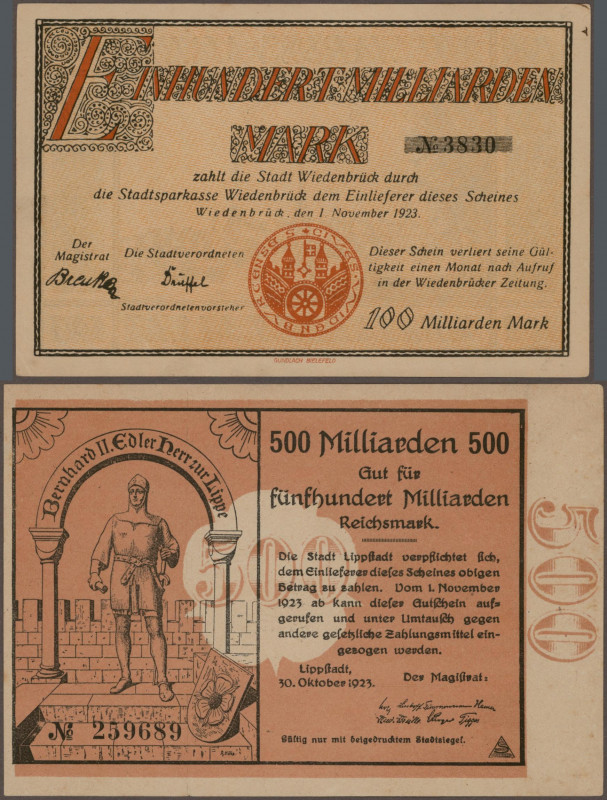 EINHUNDERT MILLIARDEN
MARK
№ 3830
zahlt die Stadt Wiedenbrück durch
die Stadtsparkasse Wiedenbrück dem Einlieferer dieses Scheines
Wiedenbrück, den 1. November 1923.
Der
Magistrat
Die Stadtverordneten
Stadtverordnetenvorsteher
Dieser Schein verliert seine Gül-
tigkeit einen Monat nach Aufruf
in der Wiedenbrücker Zeitung.
100 Milliarden Mark
GUNDLACH BIELEFELD
Bernhard II. Edler Herr zur Lippe
№ 259689
500 Milliarden 500
Gut für
fünfhundert Milliarden
Reichsmark.
500
Die Stadt Lippstadt verpflichtet sich,
dem Einlieferer dieses Scheines obigen
Betrag zu zahlen. Vom 1. November
1923 ab kann dieser Gutschein auf-
gerufen und unter Umtausch gegen
andere gesetzliche Zahlungsmittel ein-
gezogen werden.
Lippstadt,
30. Oktober 1923.
Der Magistrat:
Gültig nur mit beigedrucktem Stadtsiegel.
500